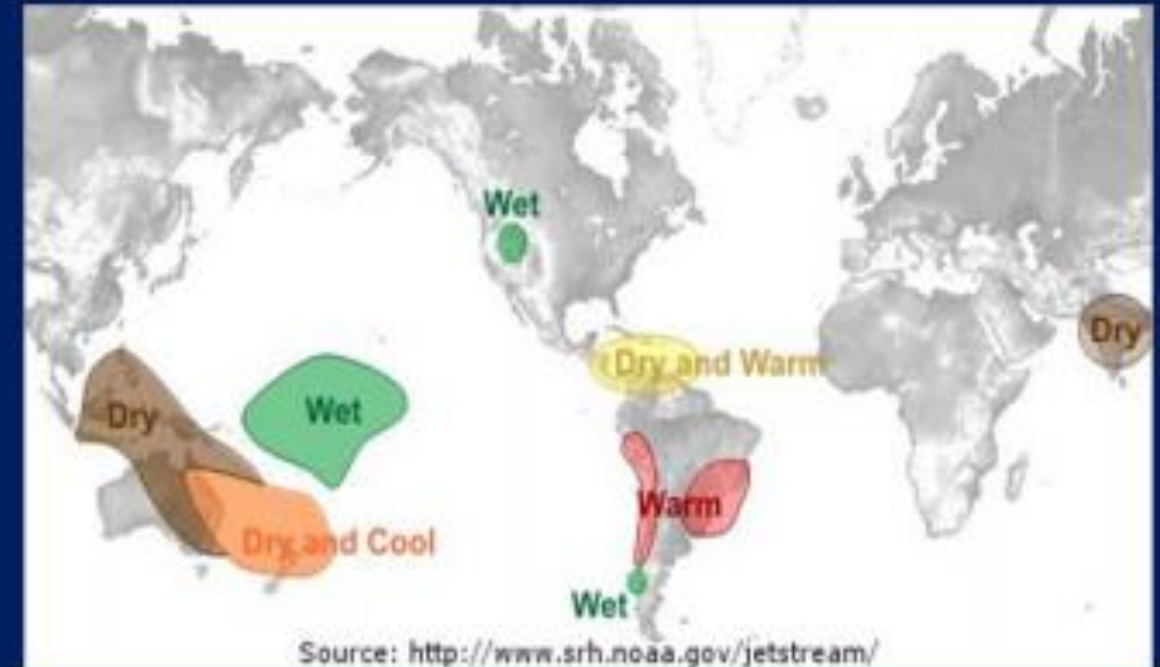 Wet
Dry
Dry and Warm
Dry
Wet
Warm
Dry and Cool
Wet
Source: http://www.srh.noaa.gov/jetstream/